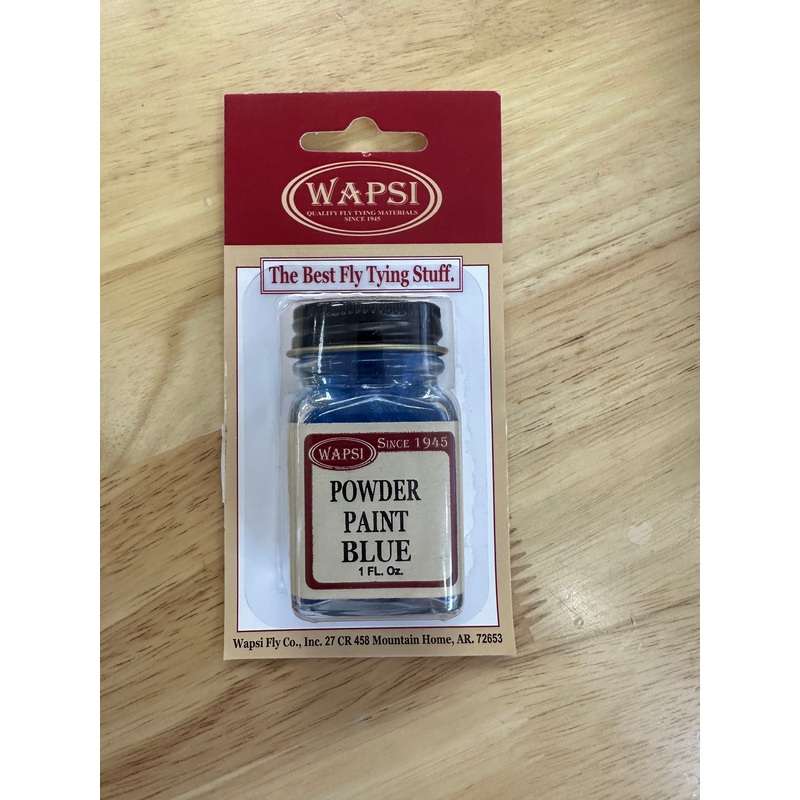 WAPSI
QUALITY FLY TYING MATERIALS
SINCE 1945
The Best Fly Tying Stuff.
WAPSI
SINCE 1945
POWDER
PAINT
BLUE
1 FL. Oz.
Wapsi Fly Co., Inc. 27 CR 458 Mountain Home, AR. 72653